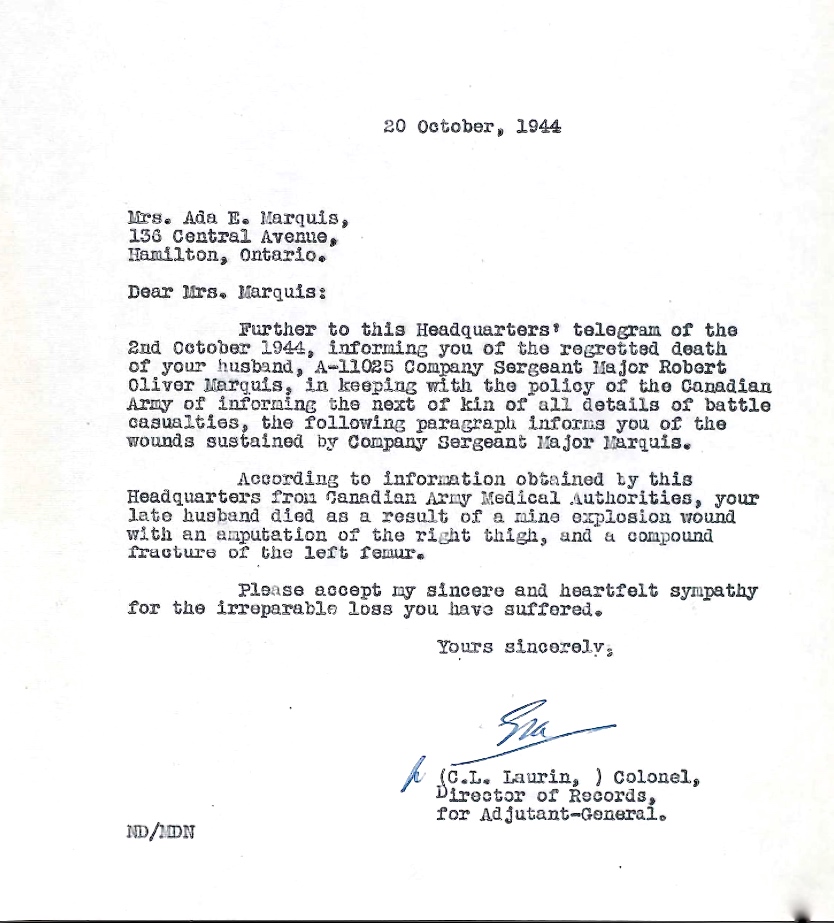 20 October, 1944
Mrs. Ada E. Marquis,
136 Central Avenue,
Hamilton, Ontario.
Dear Mrs. Marquis:
Further to this Headquarters' telegram of the
2nd October 1944, informing you of the regretted death
of your husband, A-11025 Company Sergeant Major Robert
Oliver Marquis, in keeping with the policy of the Canadian
Army of informing the next of kin of all details of battle
casualties, the following paragraph informs you of the
wounds sustained by Company Sergeant Major Marquis.
According to information obtained by this
Headquarters from Canadian Army Medical Authorities, your
late husband died as a result of a mine explosion wound
with an amputation of the right thigh, and a compound
fracture of the left femur.
Please accept my sincere and heartfelt sympathy
for the irreparable loss you have suffered.
Yours sincerely,
(C.L. Laurin, ) Colonel,
Director of Records,
for Adjutant-General.
ND/MDN